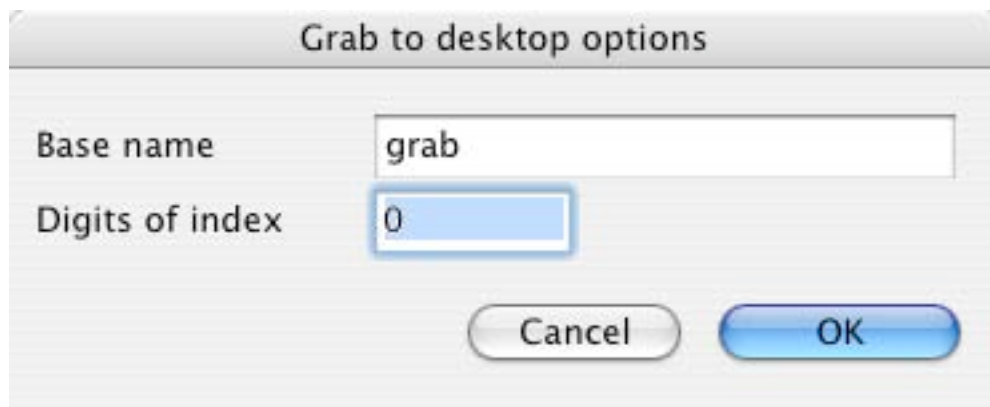 Grab to desktop options
Base name grab
Digits of index 0
Cancel OK